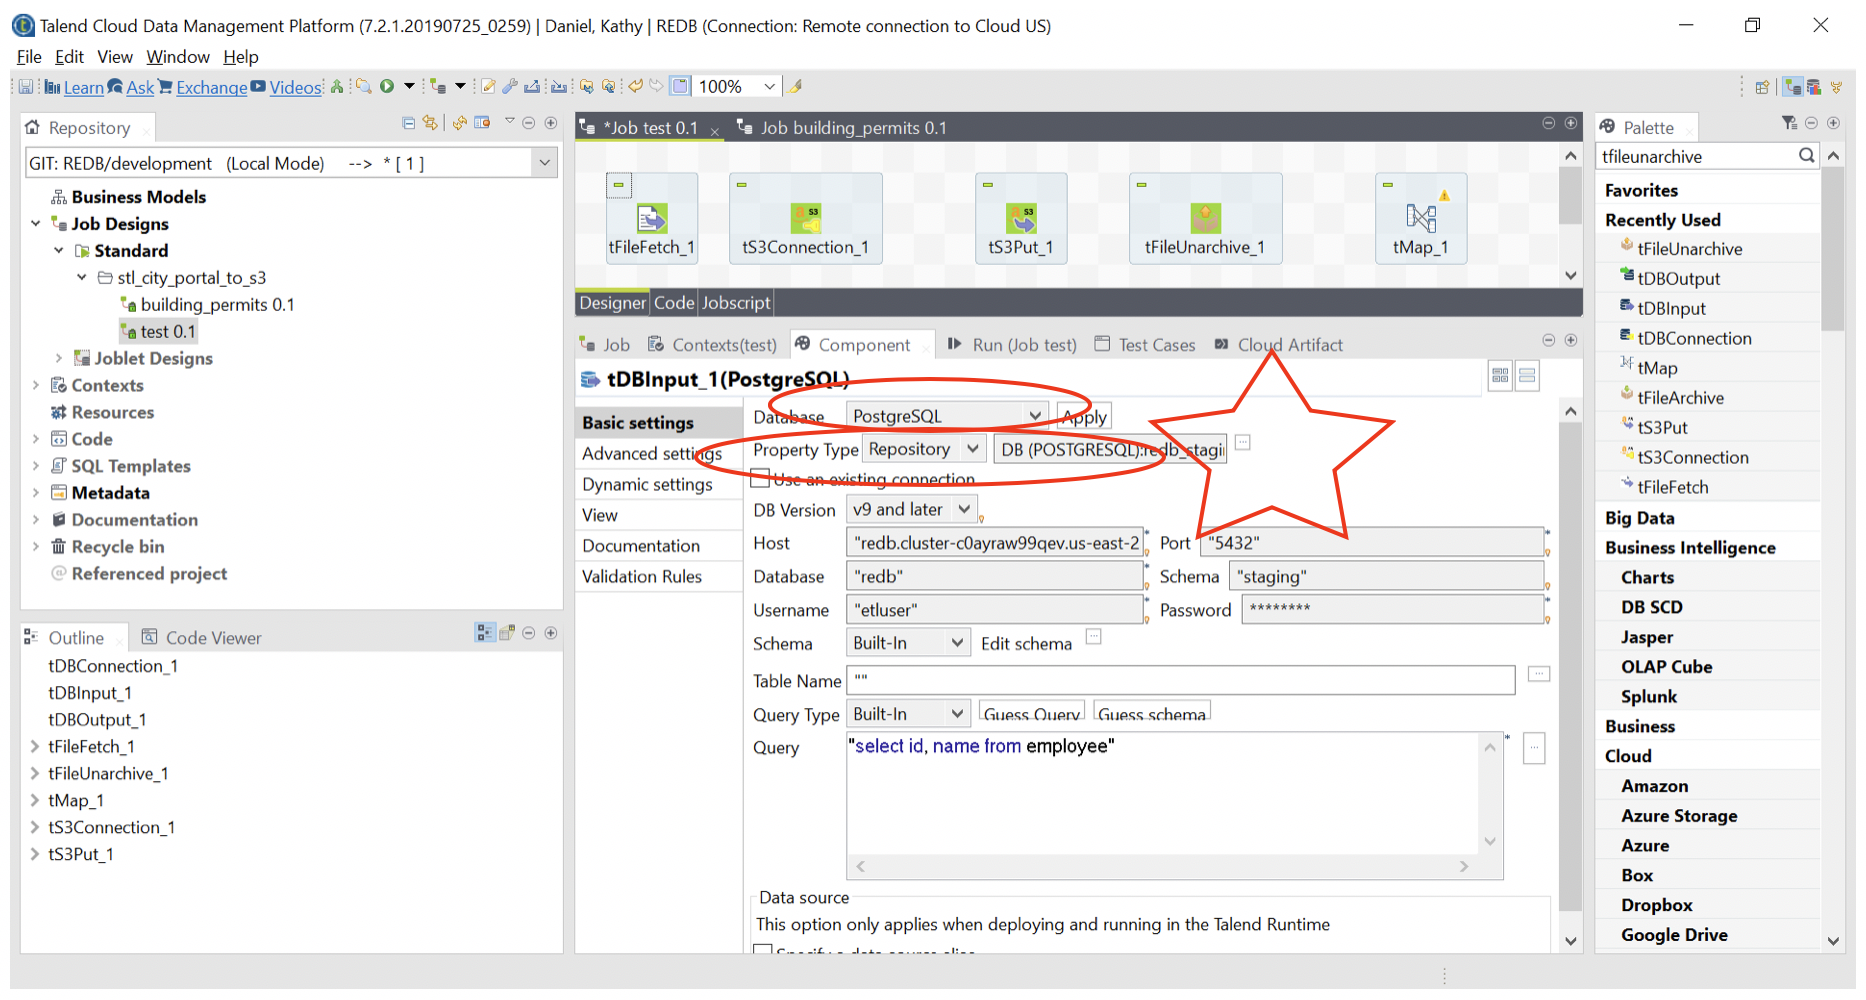 Talend Cloud Data Management Platform (7.2.1.20190725_0259) | Daniel, Kathy | REDB (Connection: Remote connection to Cloud US)
File Edit View Window Help
Learn Ask Exchange Videos 100%
Repository
GIT: REDB/development (Local Mode) --> * [ 1 ]
Business Models
Job Designs
Standard
stl_city_portal_to_s3
building_permits 0.1
test 0.1
Joblet Designs
Contexts
Resources
Code
SQL Templates
Metadata
Documentation
Recycle bin
Referenced project
Outline Code Viewer
tDBConnection_1
tDBInput_1
tDBOutput_1
tFileFetch_1
tFileUnarchive_1
tMap_1
tS3Connection_1
tS3Put_1
*Job test 0.1 Job building_permits 0.1
tFileFetch_1 tS3Connection_1 tS3Put_1 tFileUnarchive_1 tMap_1
Designer Code Jobscript
Job Contexts(test) Component Run (Job test) Test Cases Cloud Artifact
tDBInput_1(PostgreSQL)
Basic settings
Advanced settings
Dynamic settings
View
Documentation
Validation Rules
Database PostgreSQL Apply
Property Type Repository DB (POSTGRESQL):redb_stagi
Use an existing connection
DB Version v9 and later
Host "redb.cluster-c0ayraw99qev.us-east-2 * Port "5432" *
Database "redb" * Schema "staging"
Username "etluser" * Password ******** *
Schema Built-In Edit schema ...
Table Name "" ...
Query Type Built-In Guess Query Guess schema
Query "select id, name from employee" * ...
Data source
This option only applies when deploying and running in the Talend Runtime
Specify a data source alias
Palette
tfileunarchive
Favorites
Recently Used
tFileUnarchive
tDBOutput
tDBInput
tDBConnection
tMap
tFileArchive
tS3Put
tS3Connection
tFileFetch
Big Data
Business Intelligence
Charts
DB SCD
Jasper
OLAP Cube
Splunk
Business
Cloud
Amazon
Azure Storage
Azure
Box
Dropbox
Google Drive